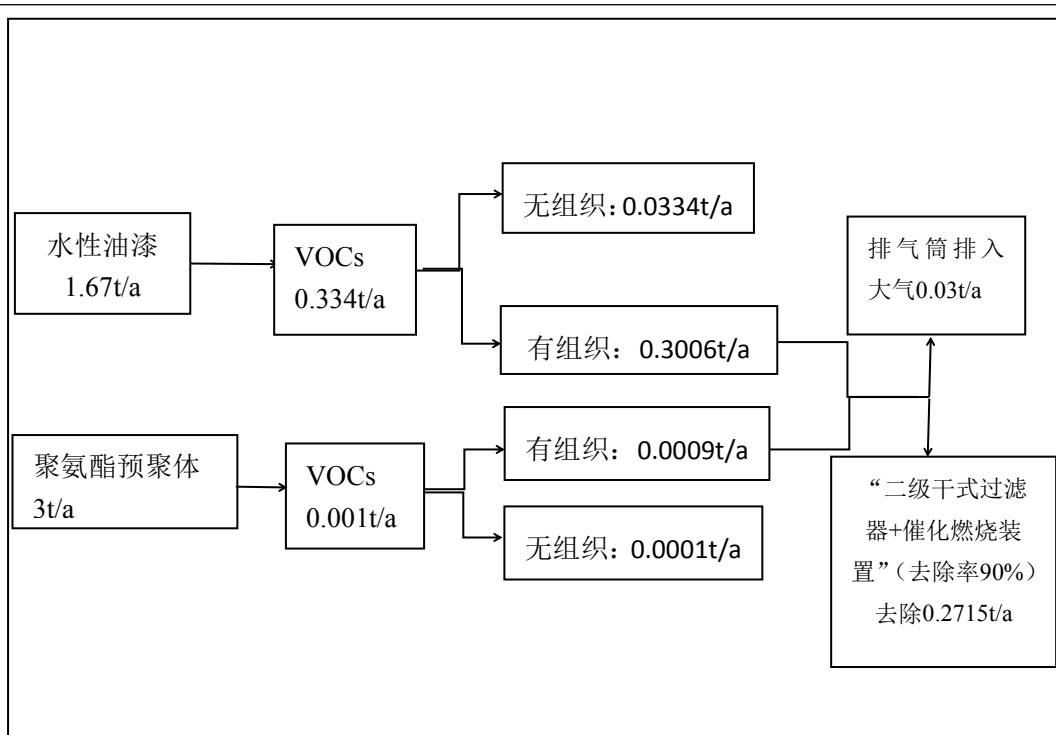 水性油漆
1.67t/a
VOCs
0.334t/a
无组织：0.0334t/a
有组织：0.3006t/a
排气筒排入
大气0.03t/a
聚氨酯预聚体
3t/a
VOCs
0.001t/a
有组织：0.0009t/a
无组织：0.0001t/a
“二级干式过滤
器+催化燃烧装
置”（去除率90%）
去除0.2715t/a